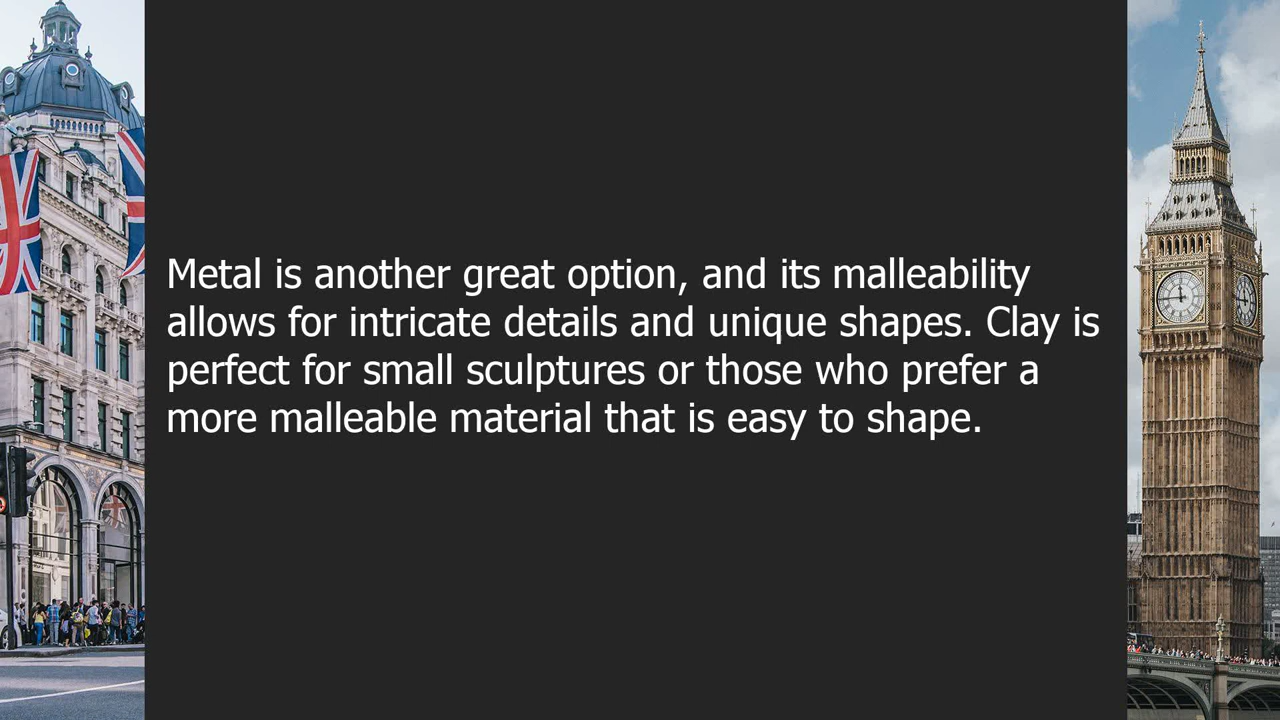 Metal is another great option, and its malleability
allows for intricate details and unique shapes. Clay is
perfect for small sculptures or those who prefer a
more malleable material that is easy to shape.